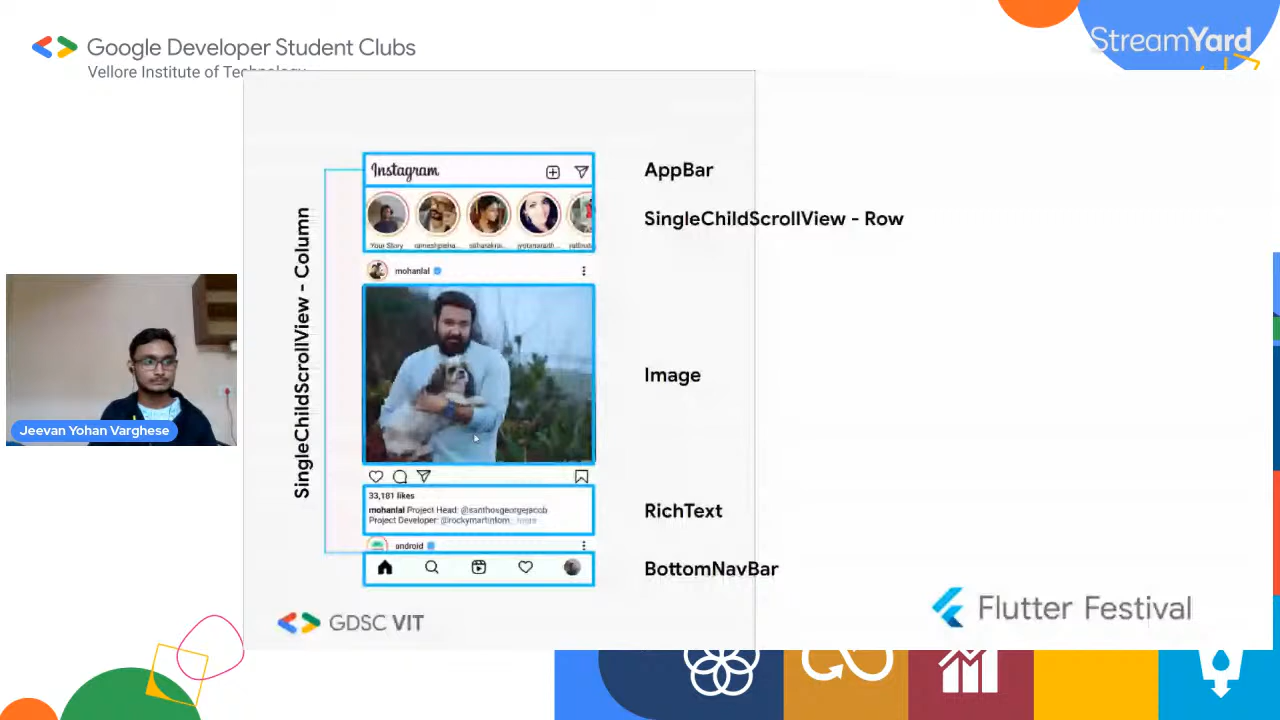 Google Developer Student Clubs
Vellore Institute of Technology
StreamYard
Instagram
AppBar
SingleChildScrollView - Row
Your Story
SingleChildScrollView - Column
mohanlal
Image
Jeevan Yohan Varghese
33,181 likes
mohanlal Project Head: @santhosgeorgejacob
Project Developer: @rockymartintom
RichText
android
BottomNavBar
GDSC VIT
Flutter Festival